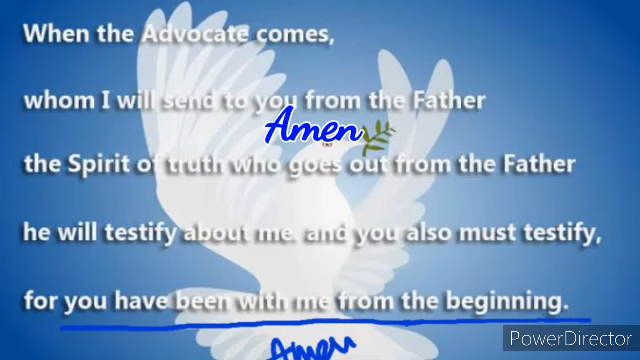 When the Advocate comes,
whom I will send to you from the Father
Amen
the Spirit of truth who goes out from the Father
he will testify about me. and you also must testify,
for you have been with me from the beginning.
Amen
PowerDirector